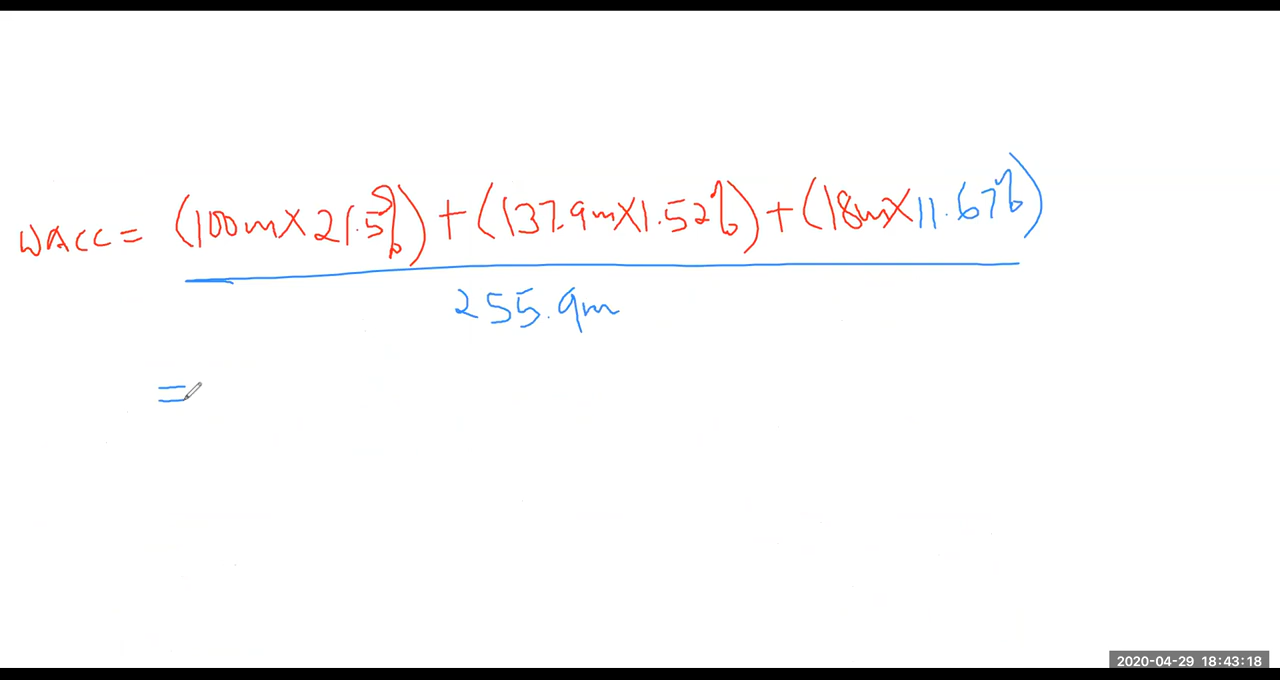 WACC = (100m X 21.5%) + (137.9m X 1.52%) + (18m X 11.67%)
255.9m
=
2020-04-29 18:43:18